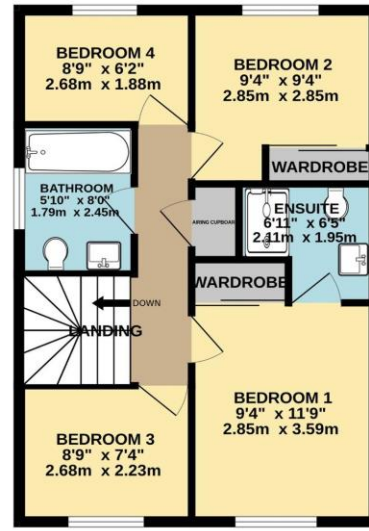 BEDROOM 4
8'9" x 6'2"
2.68m x 1.88m
BEDROOM 2
9'4" x 9'4"
2.85m x 2.85m
WARDROBE
BATHROOM
5'10" x 8'0"
1.79m x 2.45m
AIRING CUPBOARD
ENSUITE
6'11" x 6'5"
2.11m x 1.95m
WARDROBE
DOWN
LANDING
BEDROOM 1
9'4" x 11'9"
2.85m x 3.59m
BEDROOM 3
8'9" x 7'4"
2.68m x 2.23m